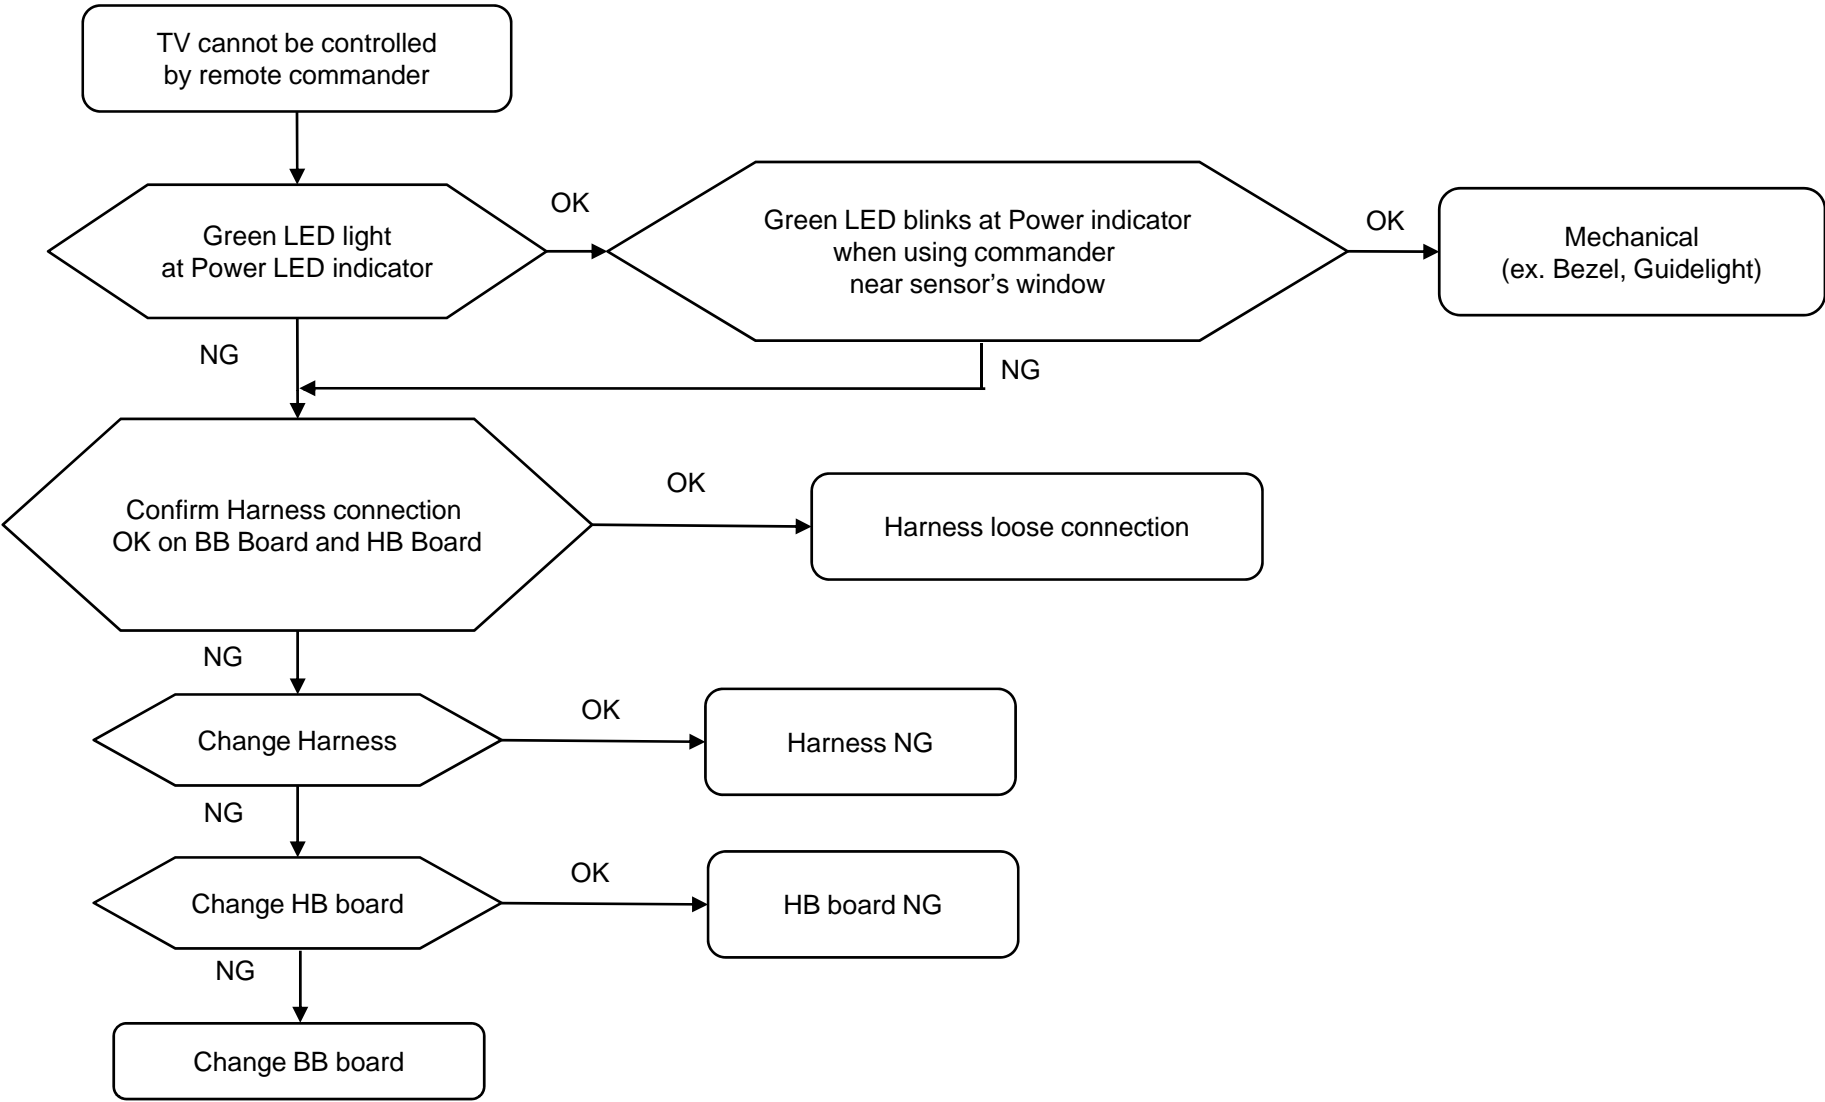 TV cannot be controlled
by remote commander
Green LED light
at Power LED indicator
OK
Green LED blinks at Power indicator
when using commander
near sensor's window
OK
Mechanical
(ex. Bezel, Guidelight)
NG
NG
Confirm Harness connection
OK on BB Board and HB Board
OK
Harness loose connection
NG
Change Harness
OK
Harness NG
NG
Change HB board
OK
HB board NG
NG
Change BB board